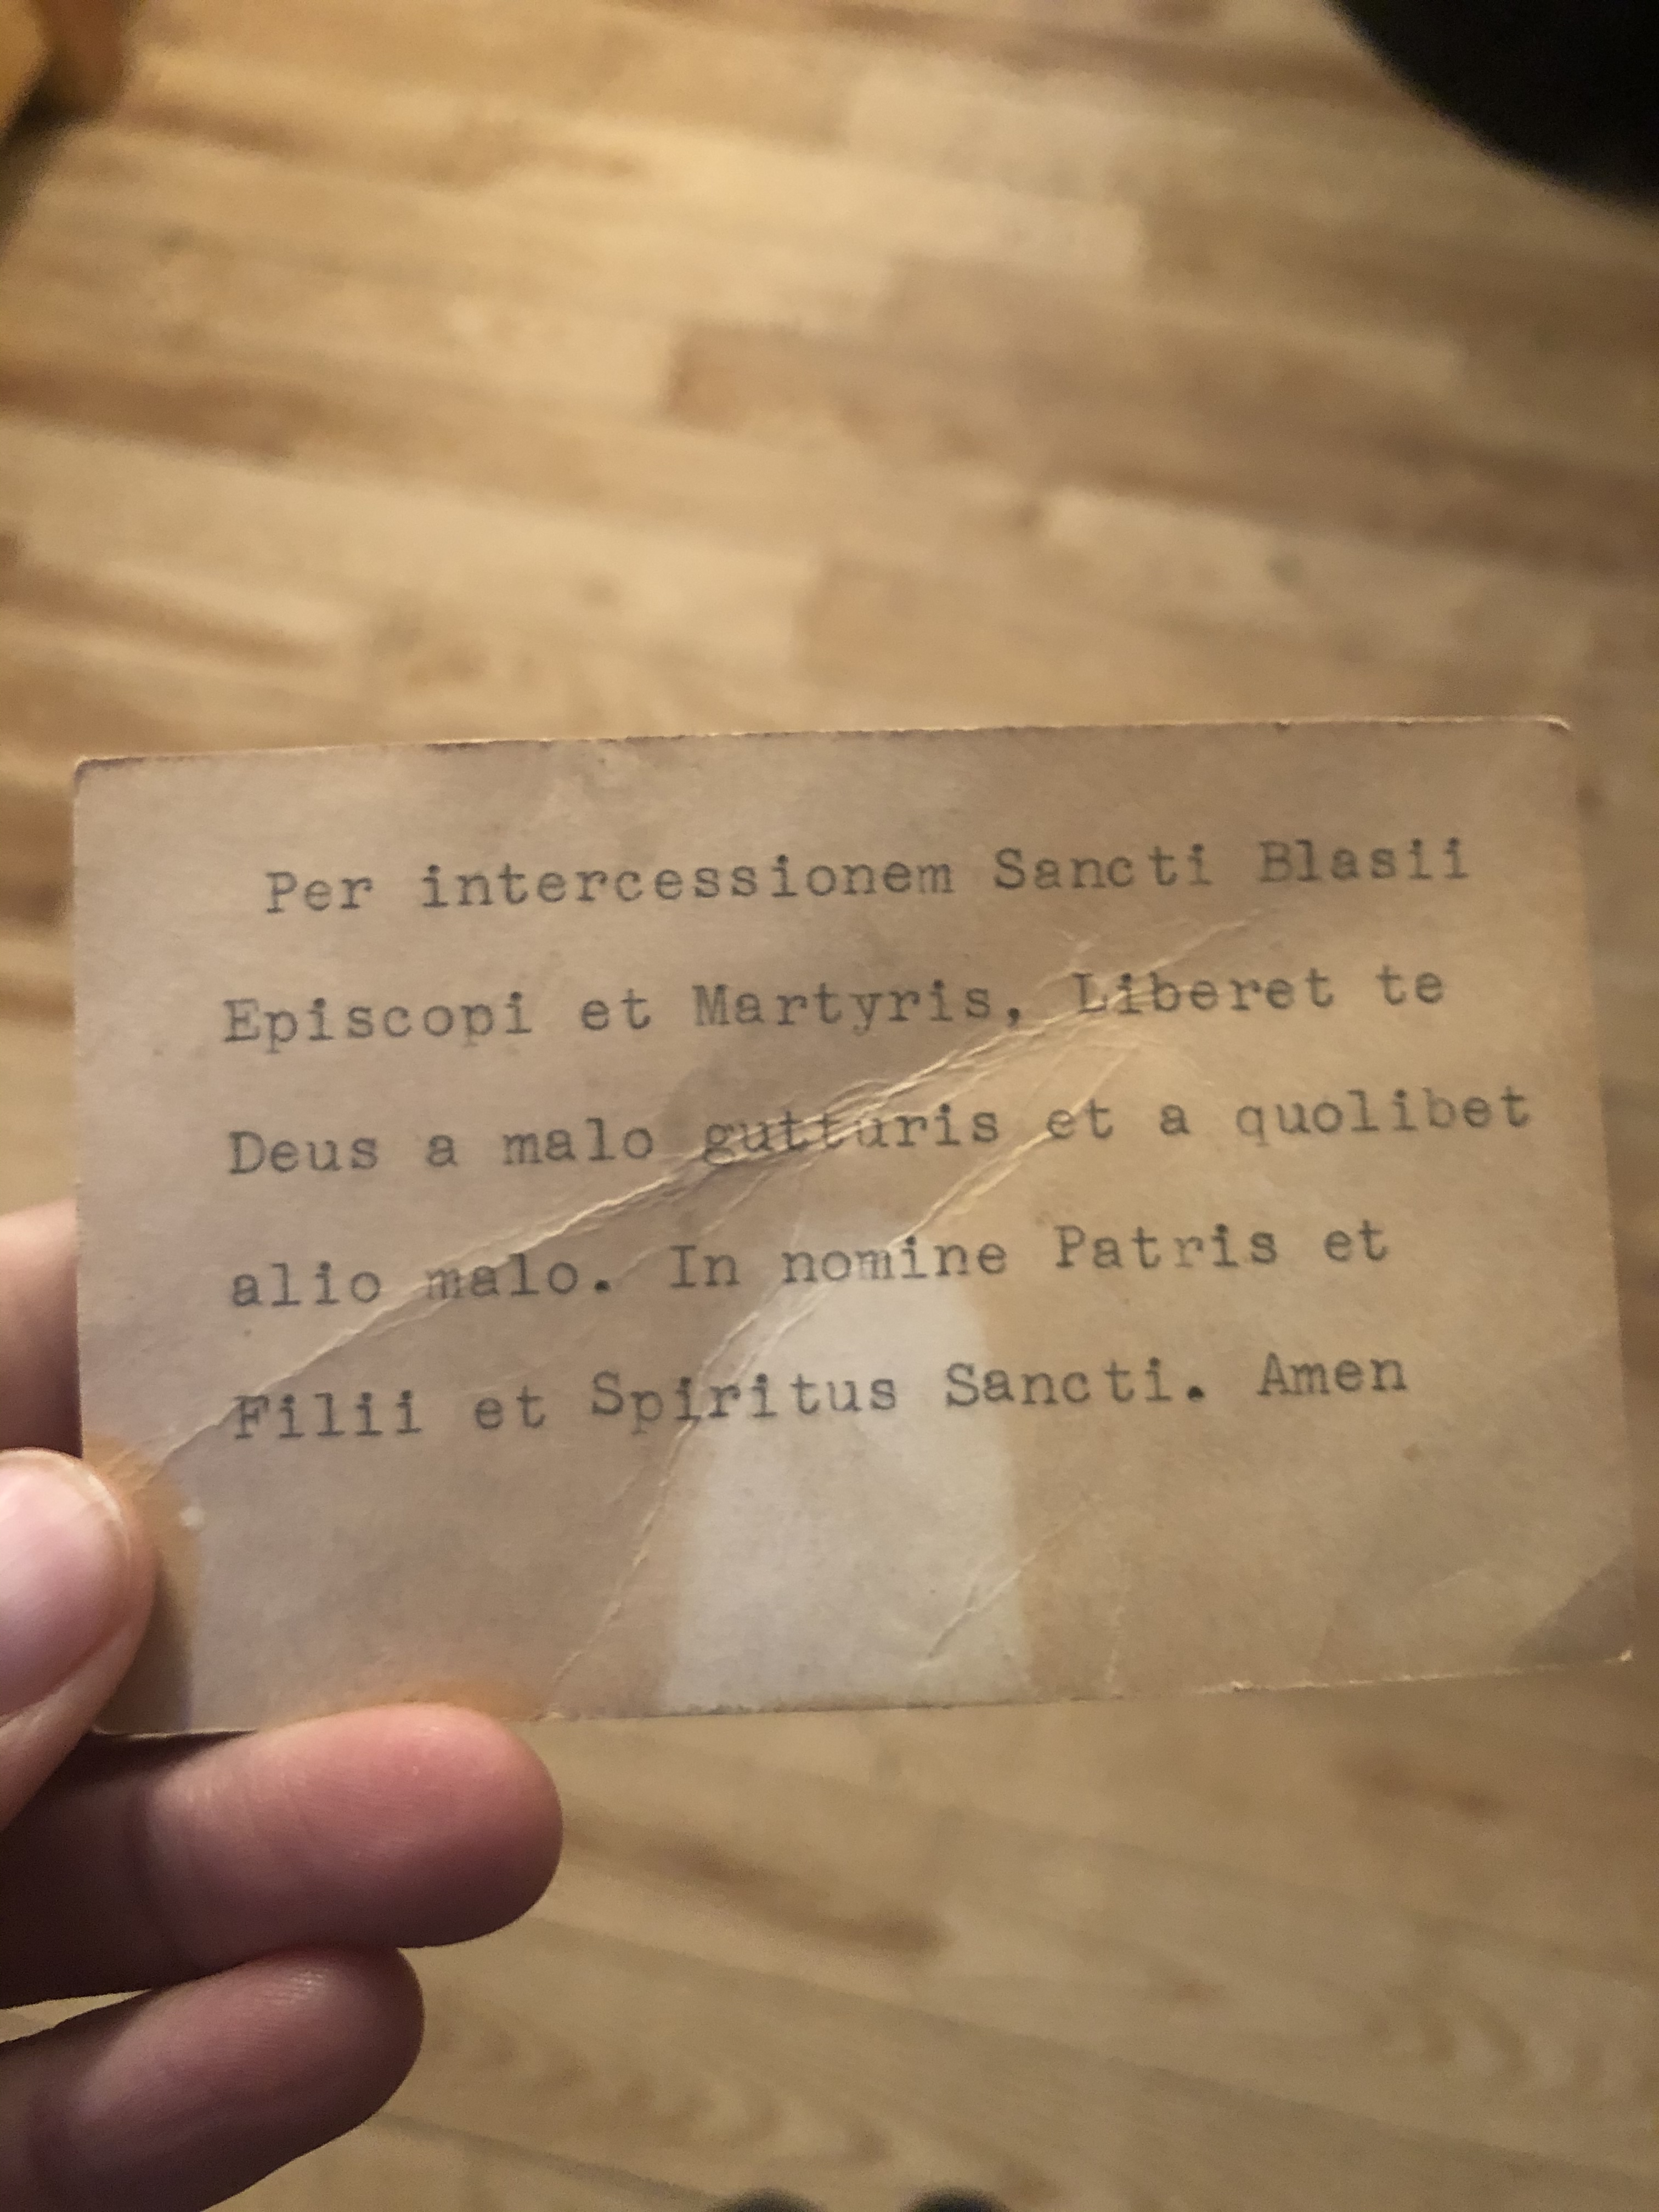 Per intercessionem Sancti Blasii
Episcopi et Martyris, Liberet te
Deus a malo gutturis et a quolibet
alio malo. In nomine Patris et
Filii et Spiritus Sancti. Amen